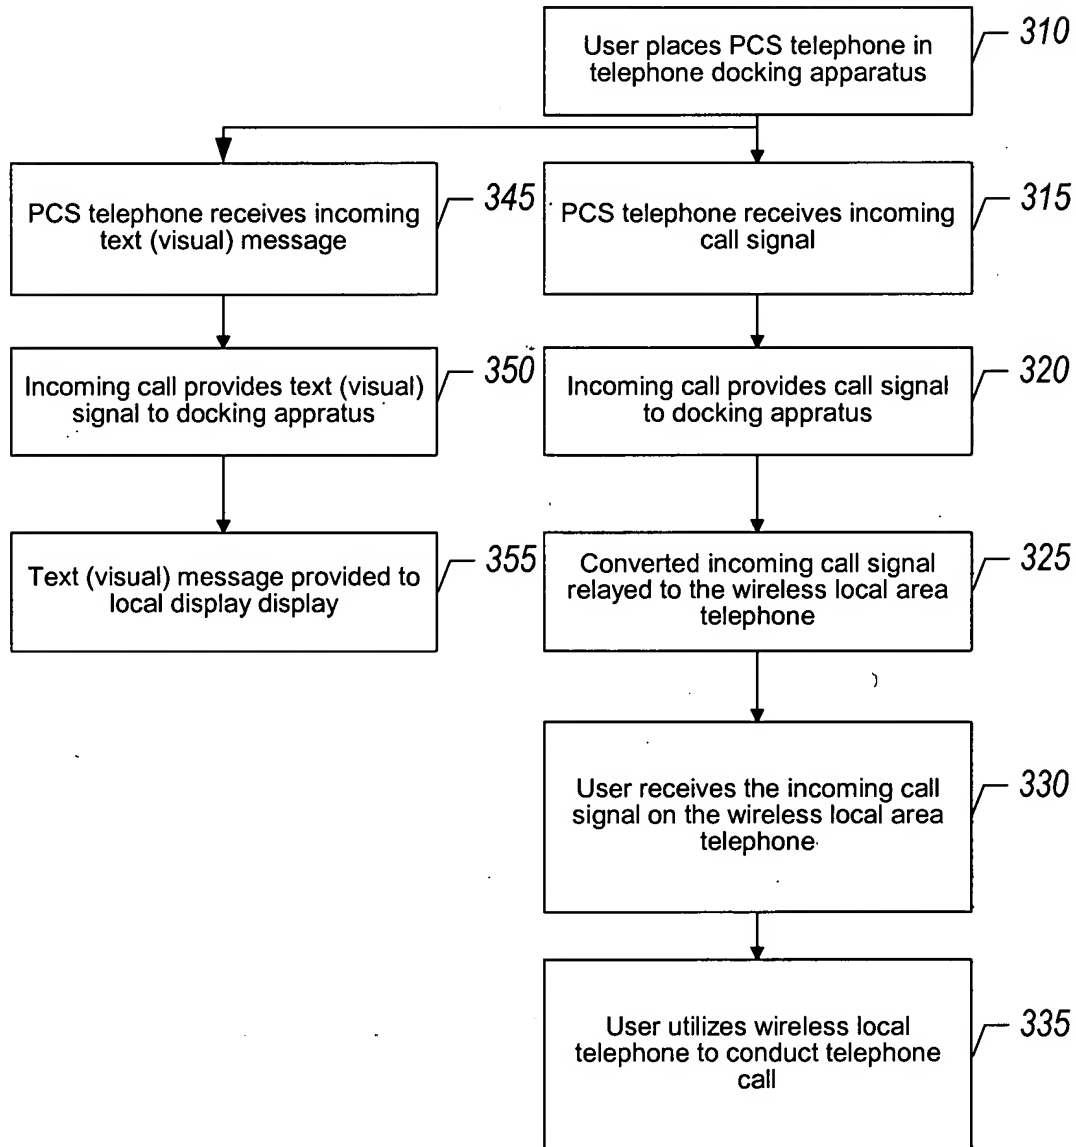 User places PCS telephone in
telephone docking apparatus
310
PCS telephone receives incoming
text (visual) message
345
PCS telephone receives incoming
call signal
315
Incoming call provides text (visual)
signal to docking appratus
350
Incoming call provides call signal
to docking appratus
320
Text (visual) message provided to
local display display
355
Converted incoming call signal
relayed to the wireless local area
telephone
325
User receives the incoming call
signal on the wireless local area
telephone
330
User utilizes wireless local
telephone to conduct telephone
call
335